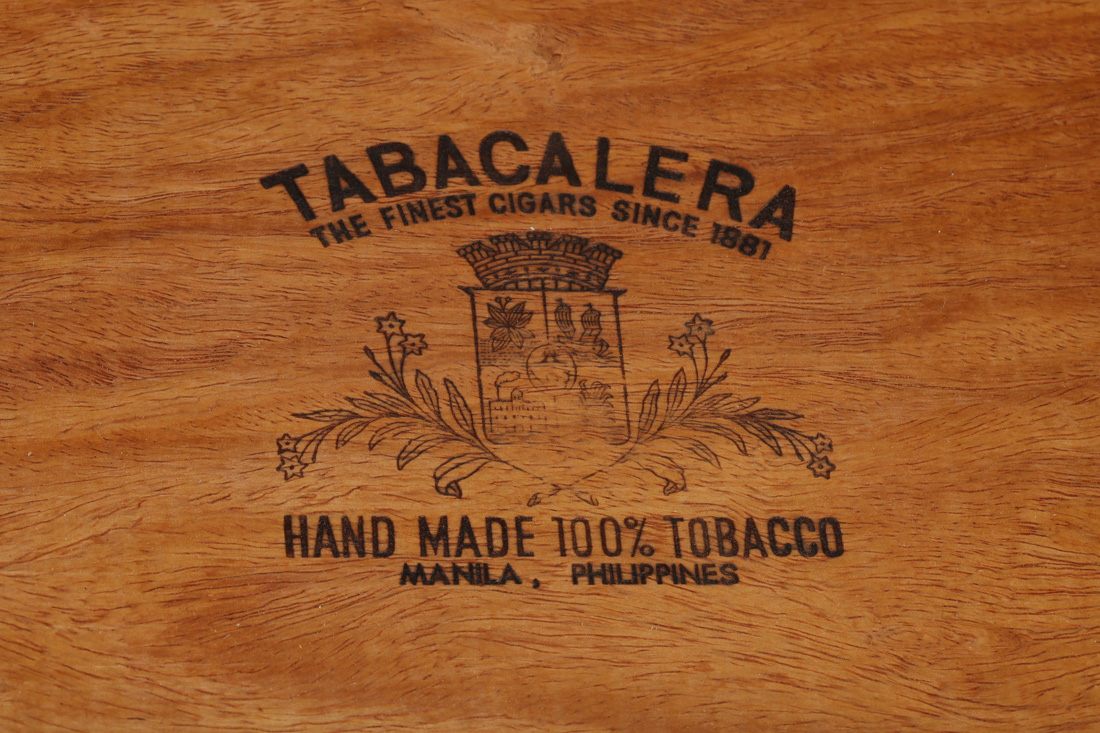 TABACALERA
THE FINEST CIGARS SINCE 1881
HAND MADE 100% TOBACCO
MANILA, PHILIPPINES